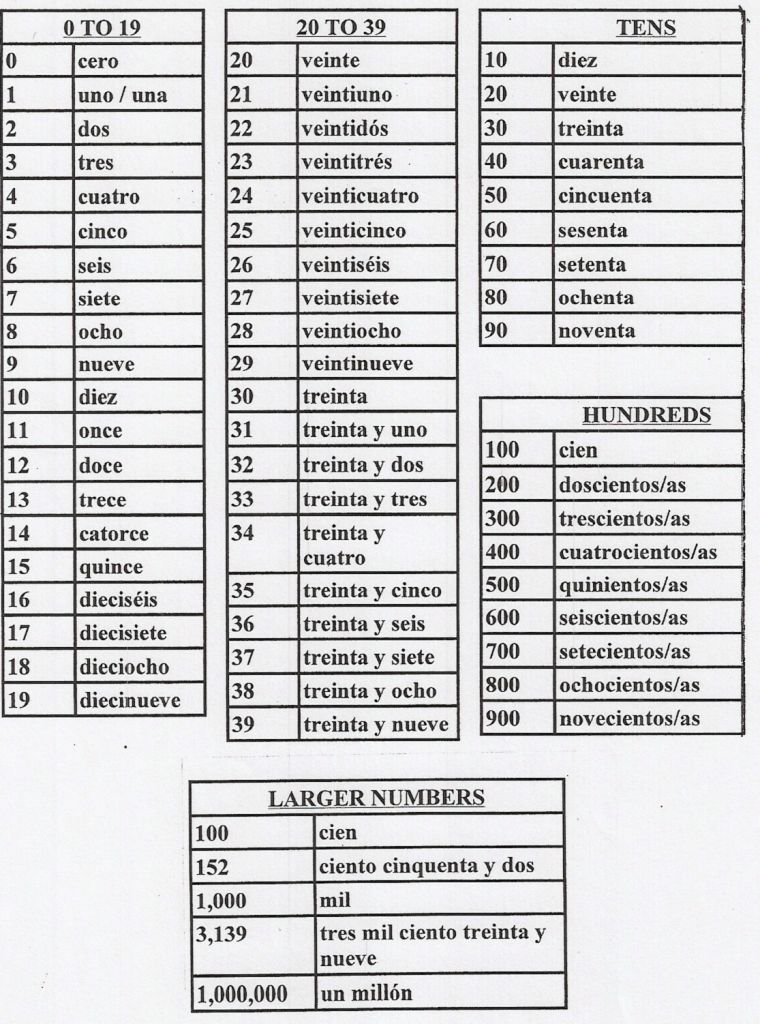 0 TO 19
0 cero
1 uno / una
2 dos
3 tres
4 cuatro
5 cinco
6 seis
7 siete
8 ocho
9 nueve
10 diez
11 once
12 doce
13 trece
14 catorce
15 quince
16 dieciséis
17 diecisiete
18 dieciocho
19 diecinueve
20 TO 39
20 veinte
21 veintiuno
22 veintidós
23 veintitrés
24 veinticuatro
25 veinticinco
26 veintiséis
27 veintisiete
28 veintiocho
29 veintinueve
30 treinta
31 treinta y uno
32 treinta y dos
33 treinta y tres
34 treinta y
cuatro
35 treinta y cinco
36 treinta y seis
37 treinta y siete
38 treinta y ocho
39 treinta y nueve
TENS
10 diez
20 veinte
30 treinta
40 cuarenta
50 cincuenta
60 sesenta
70 setenta
80 ochenta
90 noventa
HUNDREDS
100 cien
200 doscientos/as
300 trescientos/as
400 cuatrocientos/as
500 quinientos/as
600 seiscientos/as
700 setecientos/as
800 ochocientos/as
900 novecientos/as
LARGER NUMBERS
100 cien
152 ciento cinquenta y dos
1,000 mil
3,139 tres mil ciento treinta y
nueve
1,000,000 un millón